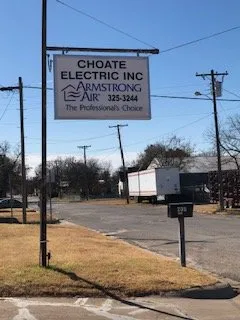 CHOATE
ELECTRIC INC
ARMSTRONG
AIR 325-3244
The Professional's Choice